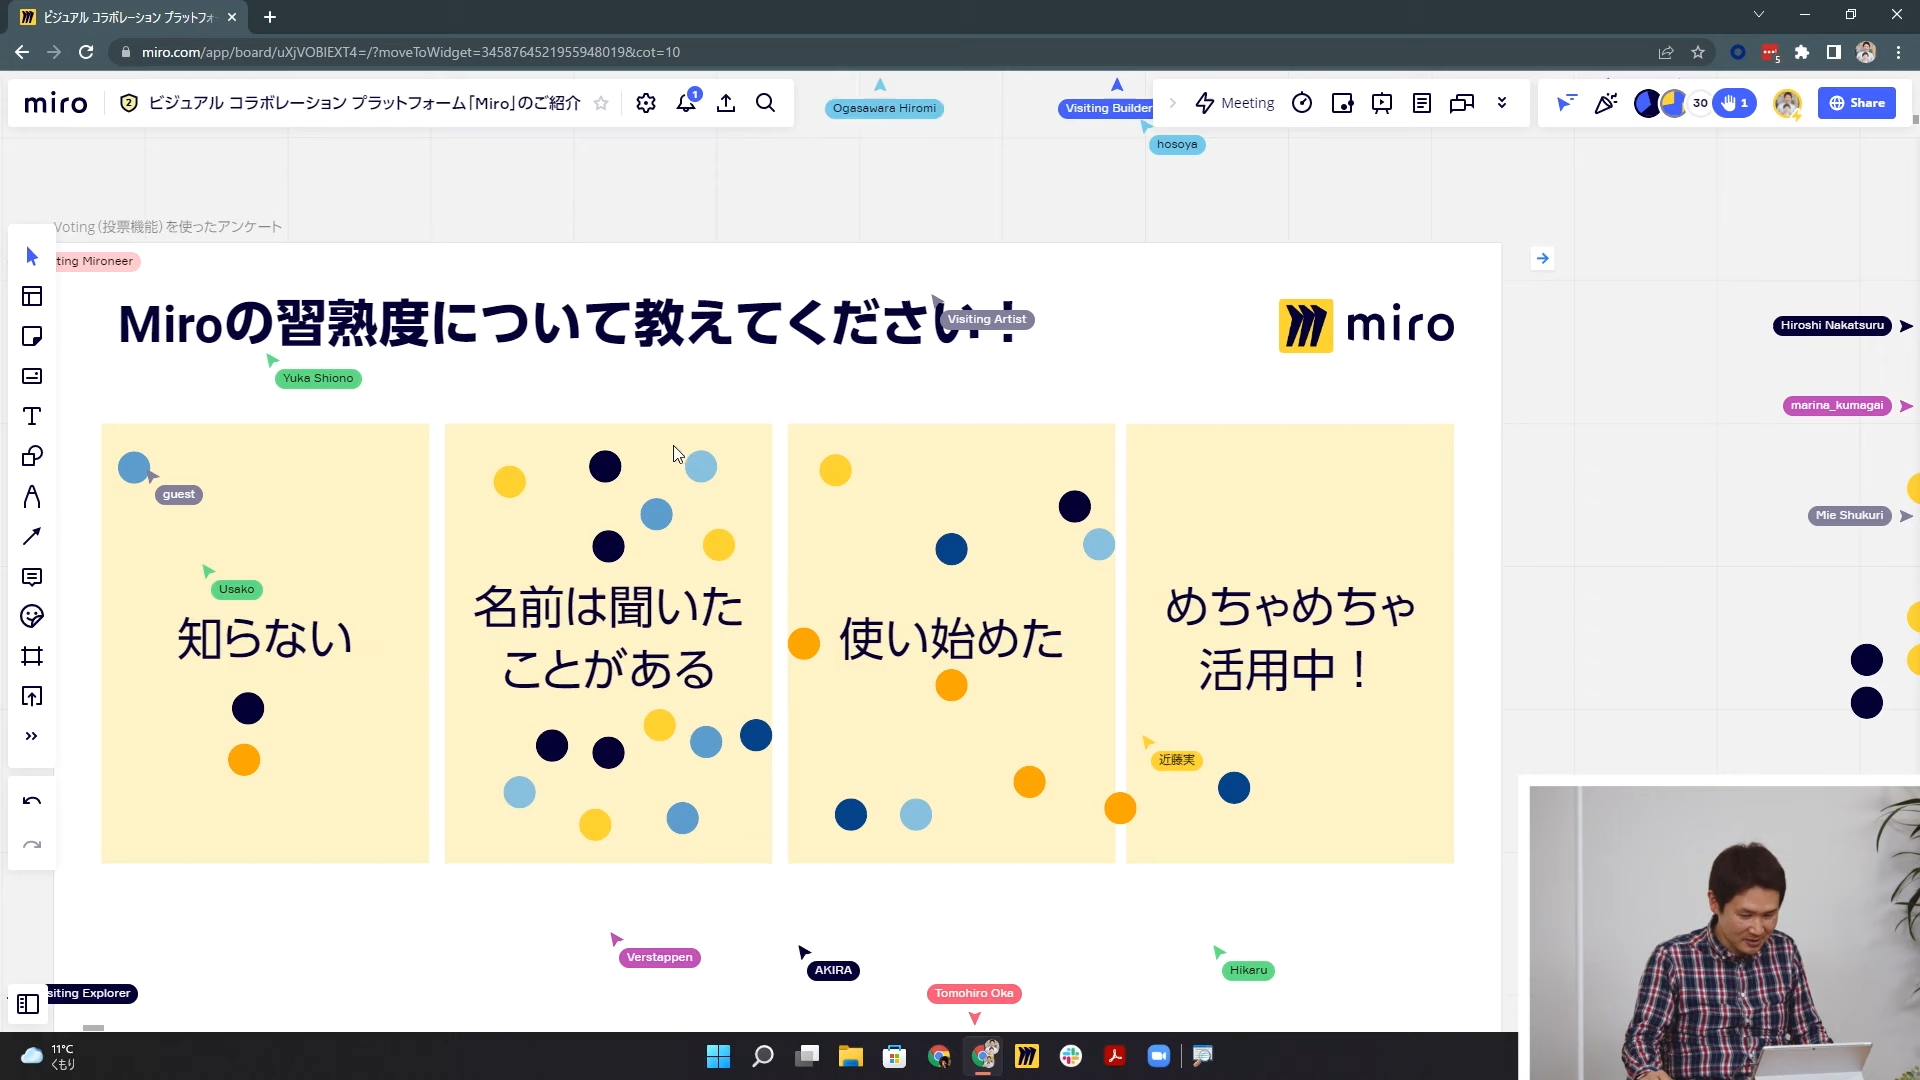 ビジュアル コラボレーション プラットフォー
miro.com/app/board/uXjVOBIEXT4=/?moveToWidget=3458764521955948019&cot=10
5
miro
2
ビジュアル コラボレーション プラットフォーム「Miro」のご紹介
1
Ogasawara Hiromi
Visiting Builder
Meeting
30
1
Share
hosoya
Voting（投票機能）を使ったアンケート
ting Mironeer
Miroの習熟度について教えてください！
Visiting Artist
miro
Hiroshi Nakatsuru
Yuka Shiono
marina_kumagai
guest
Mie Shukuri
Usako
知らない
名前は聞いた
ことがある
使い始めた
めちゃめちゃ
活用中！
近藤実
Verstappen
AKIRA
Hikaru
siting Explorer
Tomohiro Oka
11°C
くもり